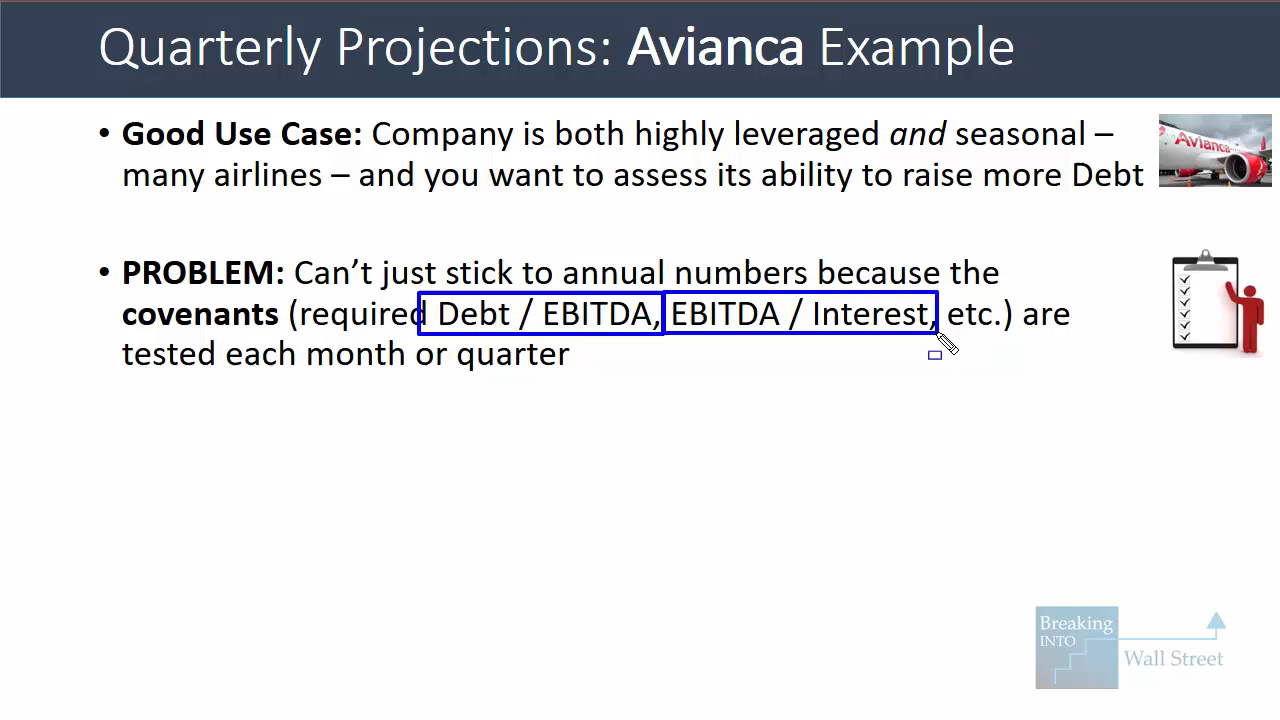 Quarterly Projections: Avianca Example
• Good Use Case: Company is both highly leveraged and seasonal –
many airlines – and you want to assess its ability to raise more Debt
Avianca
• PROBLEM: Can’t just stick to annual numbers because the
covenants (required Debt / EBITDA, EBITDA / Interest, etc.) are
tested each month or quarter
Breaking
INTO
Wall Street